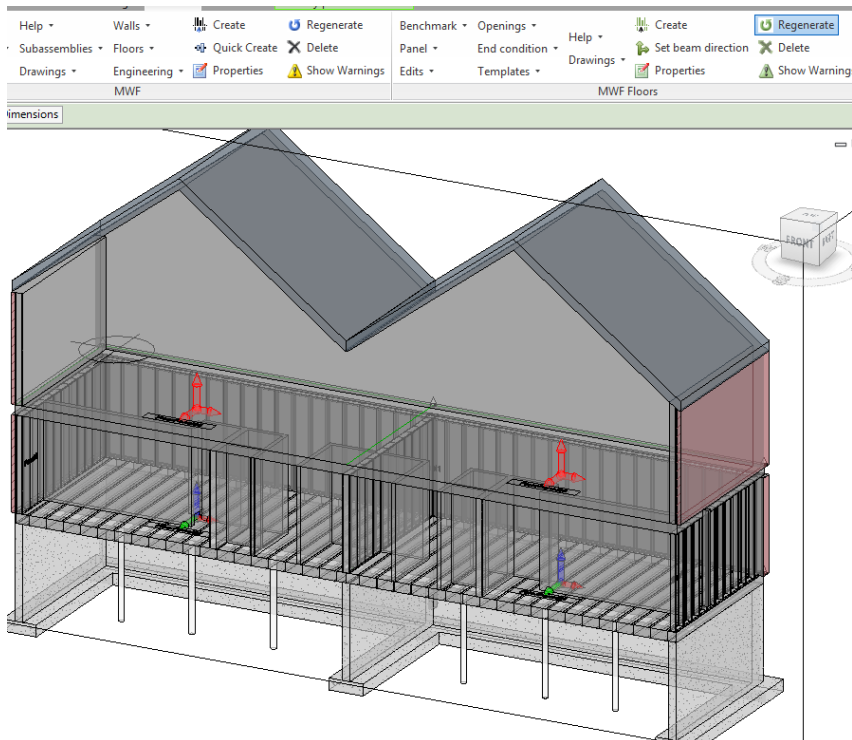 Help Walls Create Regenerate Benchmark Openings Help Create Regenerate
Subassemblies Floors Quick Create Delete Panel End condition Drawings Set beam direction Delete
Drawings Engineering Properties Show Warnings Edits Templates Properties Show Warning
MWF MWF Floors
Dimensions
FRONT